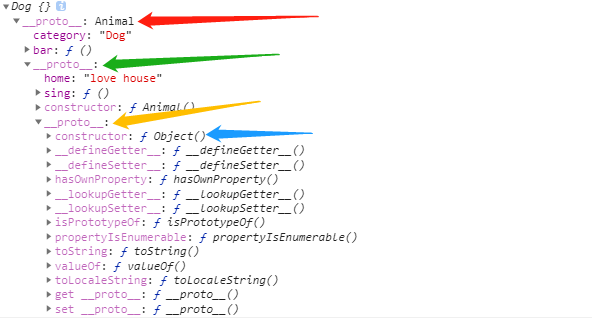 Dog {} i
__proto__: Animal
category: "Dog"
bar: ƒ ()
__proto__:
home: "love house"
sing: ƒ ()
constructor: ƒ Animal()
__proto__:
constructor: ƒ Object()
__defineGetter__: ƒ __defineGetter__()
__defineSetter__: ƒ __defineSetter__()
hasOwnProperty: ƒ hasOwnProperty()
__lookupGetter__: ƒ __lookupGetter__()
__lookupSetter__: ƒ __lookupSetter__()
isPrototypeOf: ƒ isPrototypeOf()
propertyIsEnumerable: ƒ propertyIsEnumerable()
toString: ƒ toString()
valueOf: ƒ valueOf()
toLocaleString: ƒ toLocaleString()
get __proto__: ƒ __proto__()
set __proto__: ƒ __proto__()